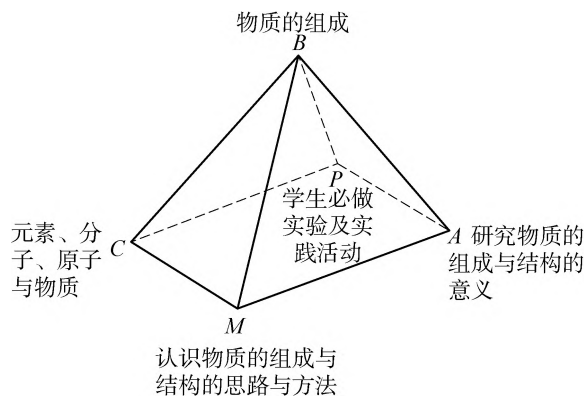 物质的组成
B
P
学生必做
实验及实
践活动
元素、分
子、原子
与物质
C
A 研究物质的
组成与结构的
意义
M
认识物质的组成与
结构的思路与方法